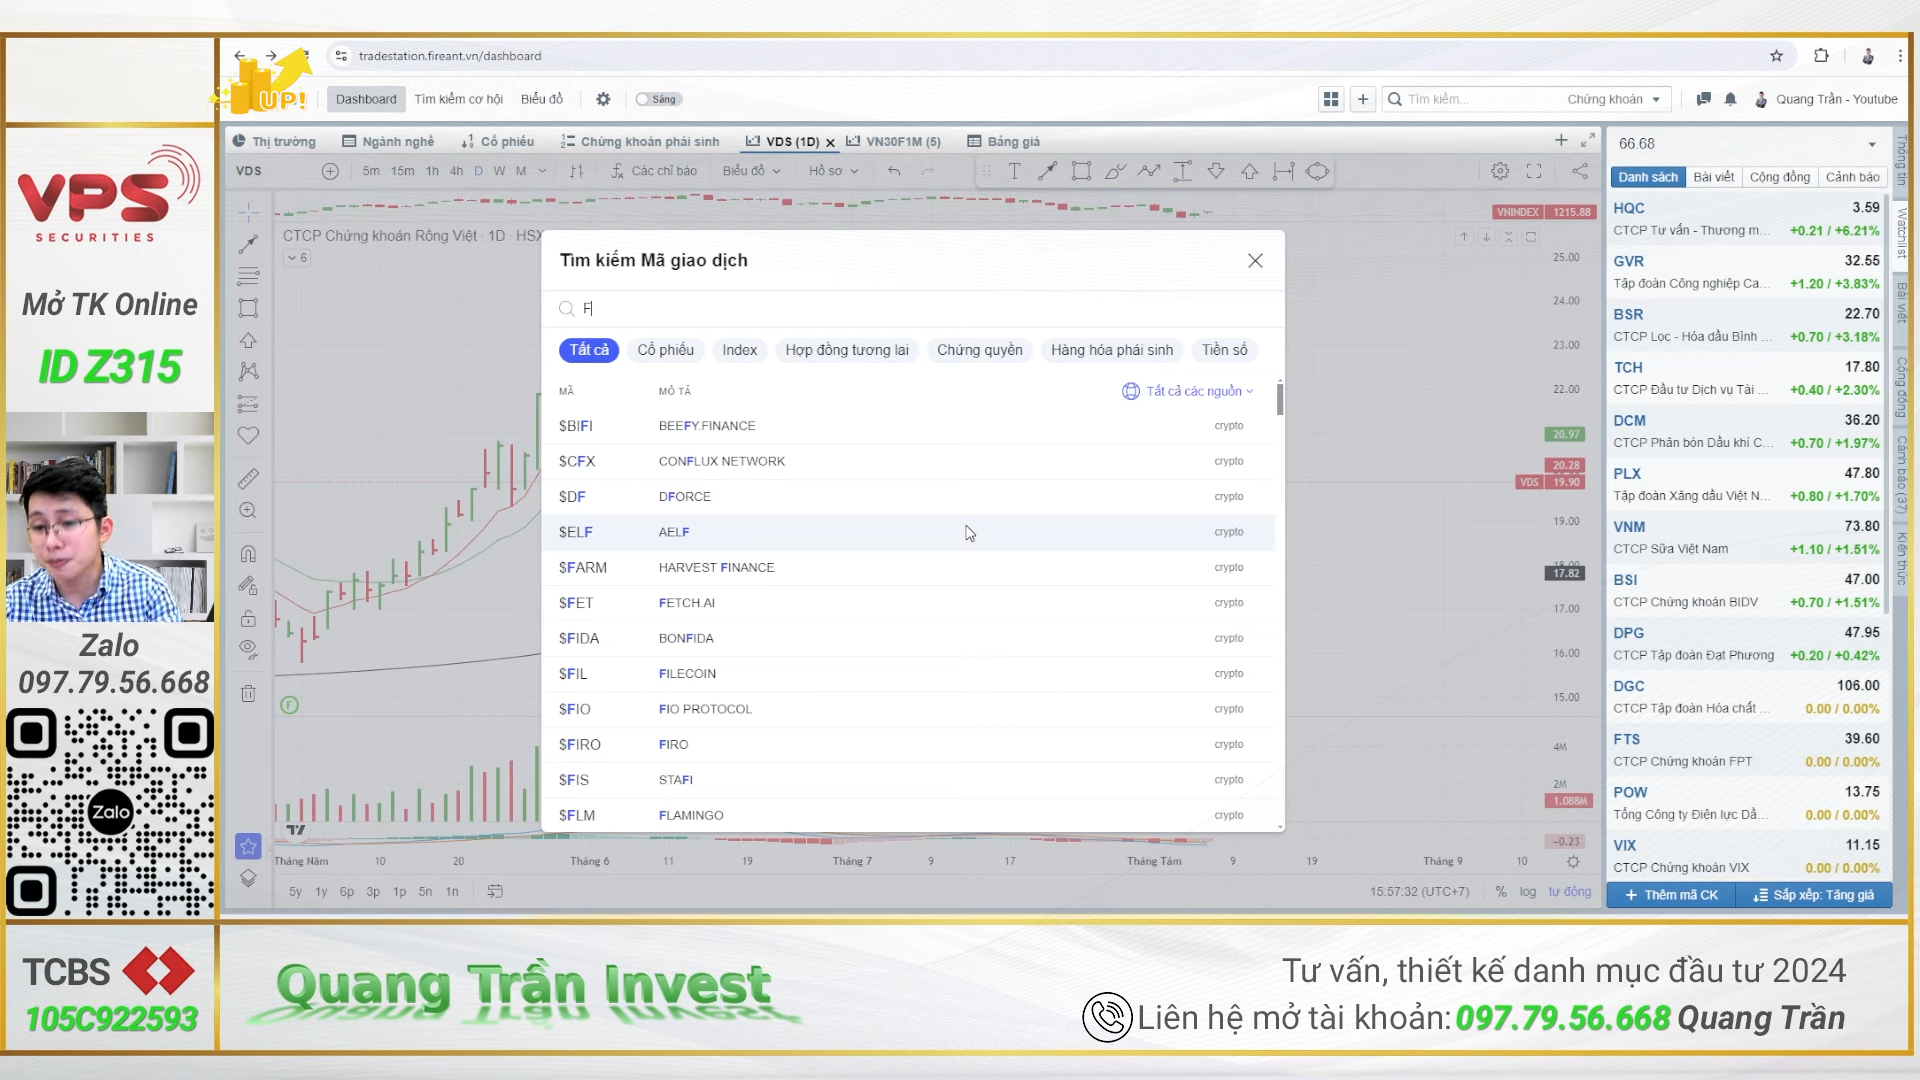 tradestation.fireant.vn/dashboard
UP!
Dashboard Tìm kiếm cơ hội Biểu đồ Sáng Tìm kiếm... Chứng khoán Quang Trần - Youtube
Thị trường Ngành nghề Cổ phiếu Chứng khoán phái sinh VDS (1D) VN30F1M (5) Bảng giá
VDS 5m 15m 1h 4h D W M Các chỉ báo Biểu đồ Hồ sơ
VNINDEX 1215.88
CTCP Chứng khoán Rồng Việt · 1D · HSX
6
Tìm kiếm Mã giao dịch
F
Tất cả Cổ phiếu Index Hợp đồng tương lai Chứng quyền Hàng hóa phái sinh Tiền số
MÃ MÔ TẢ Tất cả các nguồn
$BIFI BEEFY.FINANCE crypto
$CFX CONFLUX NETWORK crypto
$DF DFORCE crypto
$ELF AELF crypto
$FARM HARVEST FINANCE crypto
$FET FETCH.AI crypto
$FIDA BONFIDA crypto
$FIL FILECOIN crypto
$FIO FIO PROTOCOL crypto
$FIRO FIRO crypto
$FIS STAFI crypto
$FLM FLAMINGO crypto
25.00
24.00
23.00
22.00
20.97
20.28
VDS 19.90
19.00
18.00
17.82
17.00
16.00
15.00
4M
2M
1.088M
-0.23
F
Tháng Năm 10 20 Tháng 6 11 19 Tháng 7 9 17 Tháng Tám 9 19 Tháng 9 10
5y 1y 6p 3p 1p 5n 1n 15:57:32 (UTC+7) % log tự động
66.68
Danh sách Bài viết Cộng đồng Cảnh báo
HQC 3.59
CTCP Tư vấn - Thương m... +0.21 / +6.21%
GVR 32.55
Tập đoàn Công nghiệp Ca... +1.20 / +3.83%
BSR 22.70
CTCP Lọc - Hóa dầu Bình ... +0.70 / +3.18%
TCH 17.80
CTCP Đầu tư Dịch vụ Tài ... +0.40 / +2.30%
DCM 36.20
CTCP Phân bón Dầu khí C... +0.70 / +1.97%
PLX 47.80
Tập đoàn Xăng dầu Việt N... +0.80 / +1.70%
VNM 73.80
CTCP Sữa Việt Nam +1.10 / +1.51%
BSI 47.00
CTCP Chứng khoán BIDV +0.70 / +1.51%
DPG 47.95
CTCP Tập đoàn Đạt Phương +0.20 / +0.42%
DGC 106.00
CTCP Tập đoàn Hóa chất ... 0.00 / 0.00%
FTS 39.60
CTCP Chứng khoán FPT 0.00 / 0.00%
POW 13.75
Tổng Công ty Điện lực Dầ... 0.00 / 0.00%
VIX 11.15
CTCP Chứng khoán VIX 0.00 / 0.00%
Thêm mã CK Sắp xếp: Tăng giá
Thông tin
Watchlist
Bài viết
Cộng đồng
Cảnh báo (37)
Kiến thức
VPS
SECURITIES
Mở TK Online
ID Z315
Zalo
097.79.56.668
Zalo
TCBS
105C922593
Quang Trần Invest
Tư vấn, thiết kế danh mục đầu tư 2024
Liên hệ mở tài khoản: 097.79.56.668 Quang Trần